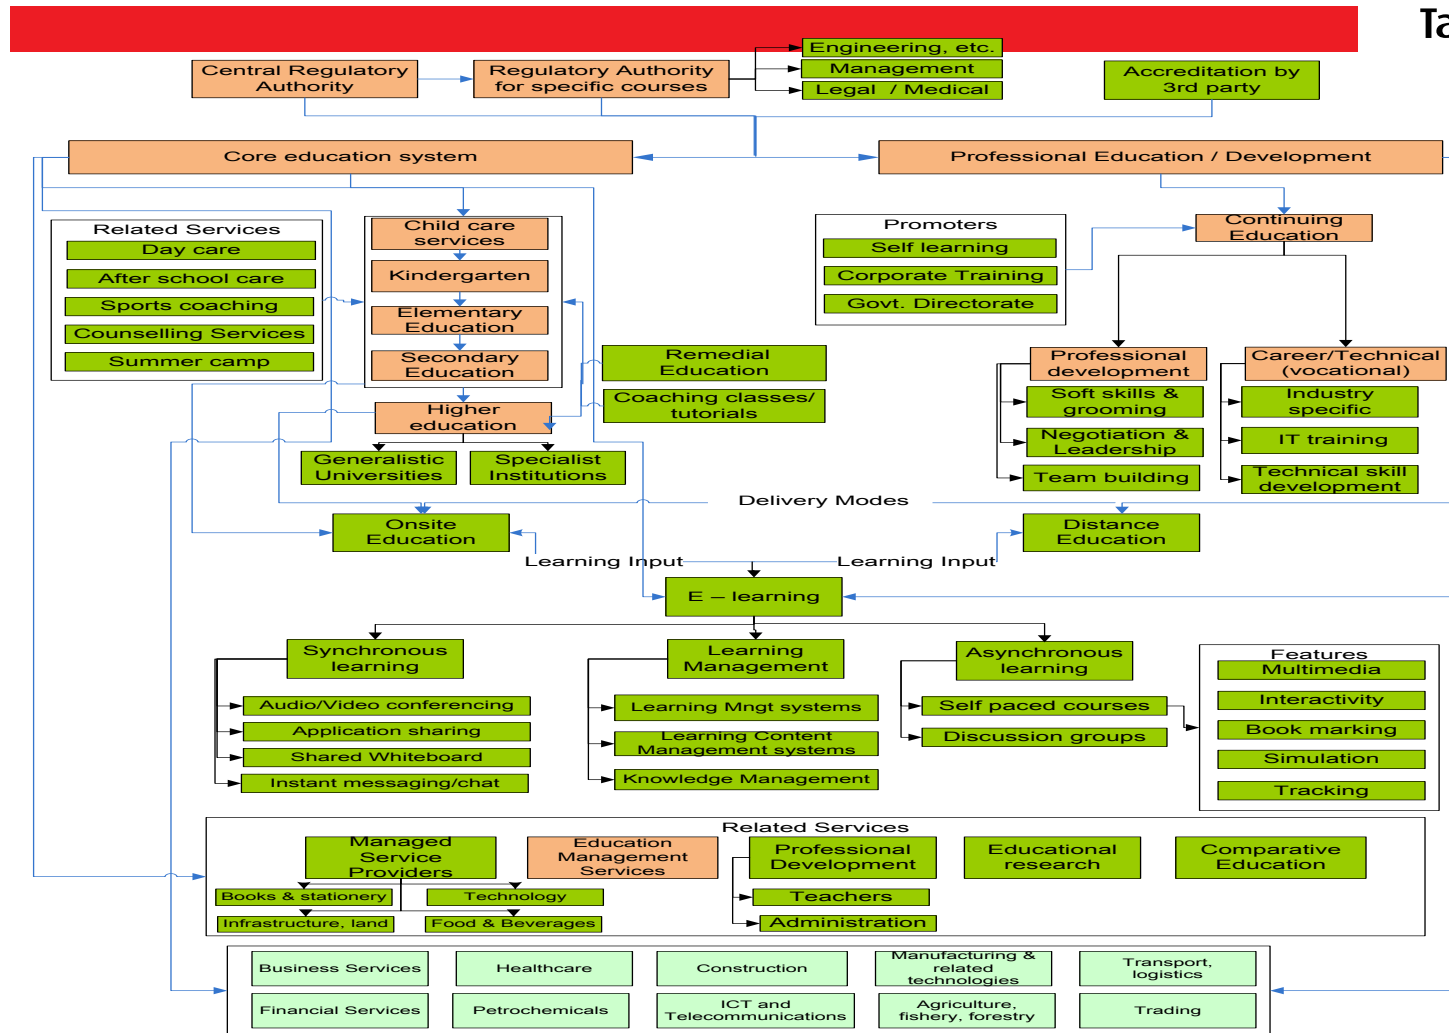 Ta
Engineering, etc.
Central Regulatory
Authority
Regulatory Authority
for specific courses
Management
Legal / Medical
Accreditation by
3rd party
Core education system
Professional Education / Development
Related Services
Day care
After school care
Sports coaching
Counselling Services
Summer camp
Child care
services
Kindergarten
Elementary
Education
Secondary
Education
Higher
education
Generalistic
Universities
Specialist
Institutions
Remedial
Education
Coaching classes/
tutorials
Promoters
Self learning
Corporate Training
Govt. Directorate
Continuing
Education
Professional
development
Soft skills &
grooming
Negotiation &
Leadership
Team building
Career/Technical
(vocational)
Industry
specific
IT training
Technical skill
development
Delivery Modes
Onsite
Education
Distance
Education
Learning Input
Learning Input
E – learning
Synchronous
learning
Audio/Video conferencing
Application sharing
Shared Whiteboard
Instant messaging/chat
Learning
Management
Learning Mngt systems
Learning Content
Management systems
Knowledge Management
Asynchronous
learning
Self paced courses
Discussion groups
Features
Multimedia
Interactivity
Book marking
Simulation
Tracking
Related Services
Managed
Service
Providers
Books & stationery
Technology
Infrastructure, land
Food & Beverages
Education
Management
Services
Professional
Development
Teachers
Administration
Educational
research
Comparative
Education
Business Services
Healthcare
Construction
Manufacturing &
related
technologies
Transport,
logistics
Financial Services
Petrochemicals
ICT and
Telecommunications
Agriculture,
fishery, forestry
Trading